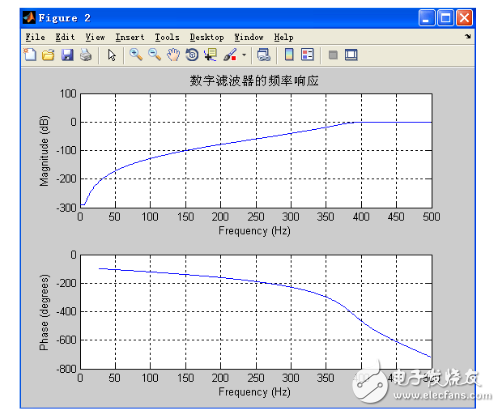 Figure 2
File Edit View Insert Tools Desktop Window Help
数字滤波器的频率响应
100
0
-100
-200
-300
Magnitude (dB)
0 50 100 150 200 250 300 350 400 450 500
Frequency (Hz)
0
-200
-400
-600
-800
Phase (degrees)
0 50 100 150 200 250 300 350 400 450 500
Frequency (Hz)
电子发烧友
www.elecfans.com